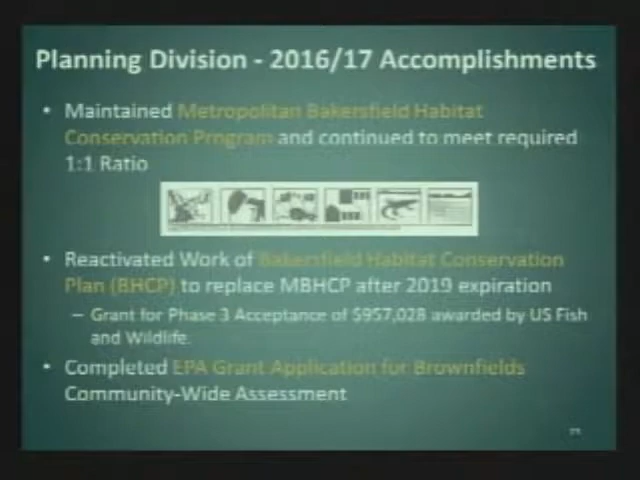 Planning Division - 2016/17 Accomplishments
• Maintained Metropolitan Bakersfield Habitat
Conservation Program and continued to meet required
1:1 Ratio
• Reactivated Work of Bakersfield Habitat Conservation
Plan (BHCP) to replace MBHCP after 2019 expiration
– Grant for Phase 3 Acceptance of $957,028 awarded by US Fish
and Wildlife.
• Completed EPA Grant Application for Brownfields
Community-Wide Assessment